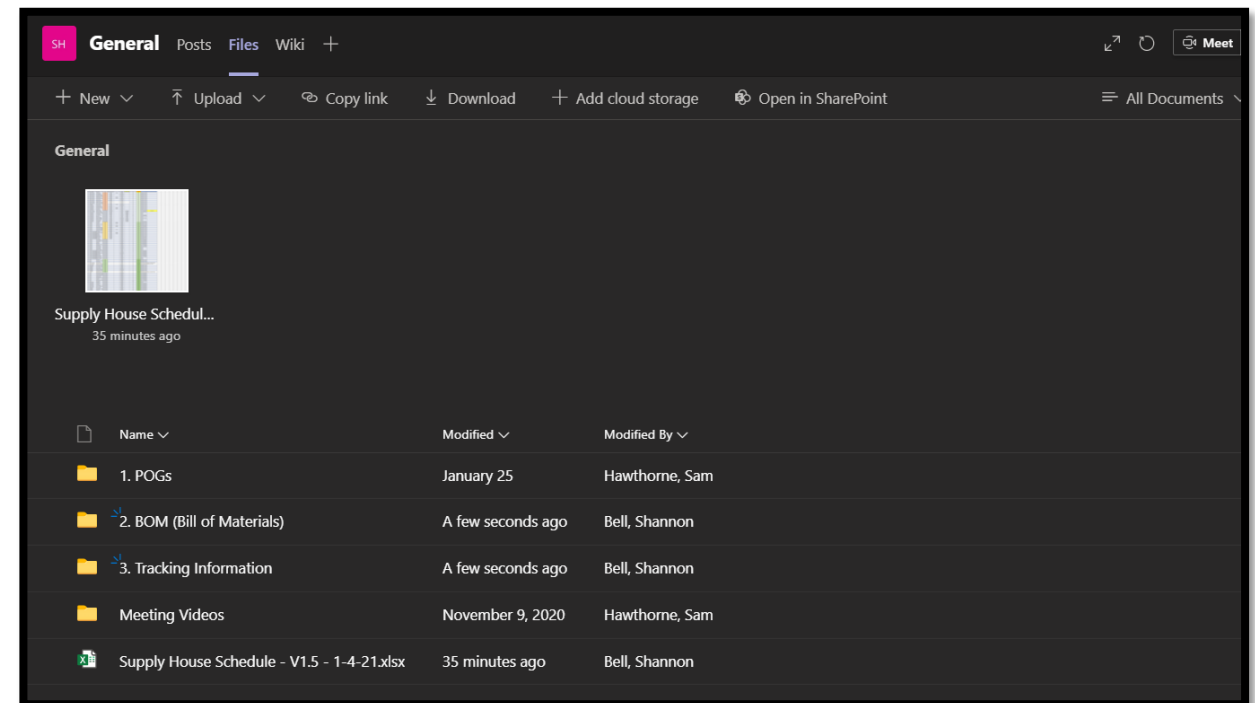 SH General Posts Files Wiki Meet
New Upload Copy link Download Add cloud storage Open in SharePoint All Documents
General
Supply House Schedul...
35 minutes ago
Name Modified Modified By
1. POGs January 25 Hawthorne, Sam
2. BOM (Bill of Materials) A few seconds ago Bell, Shannon
3. Tracking Information A few seconds ago Bell, Shannon
Meeting Videos November 9, 2020 Hawthorne, Sam
Supply House Schedule - V1.5 - 1-4-21.xlsx 35 minutes ago Bell, Shannon